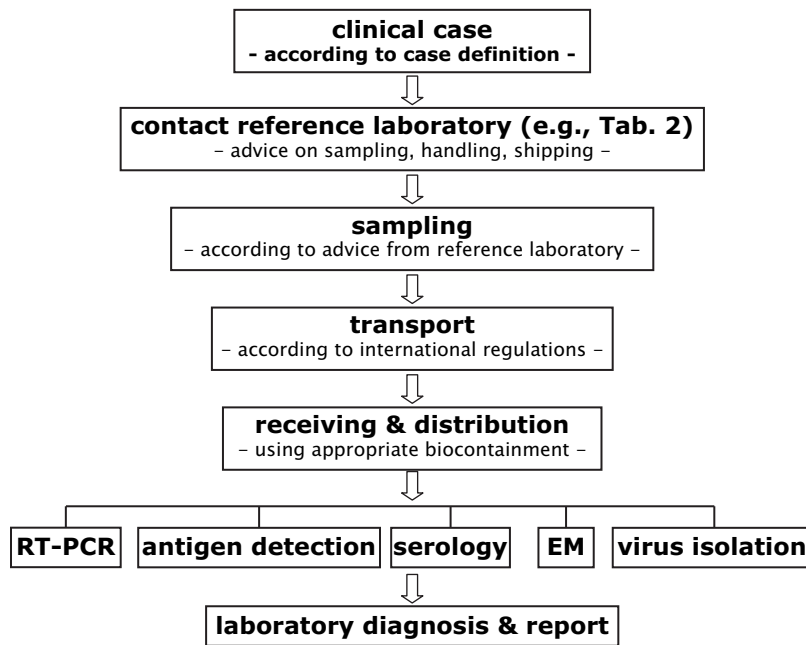 clinical case
- according to case definition -
contact reference laboratory (e.g., Tab. 2)
– advice on sampling, handling, shipping –
sampling
– according to advice from reference laboratory –
transport
– according to international regulations –
receiving & distribution
– using appropriate biocontainment –
RT-PCR antigen detection serology EM virus isolation
laboratory diagnosis & report